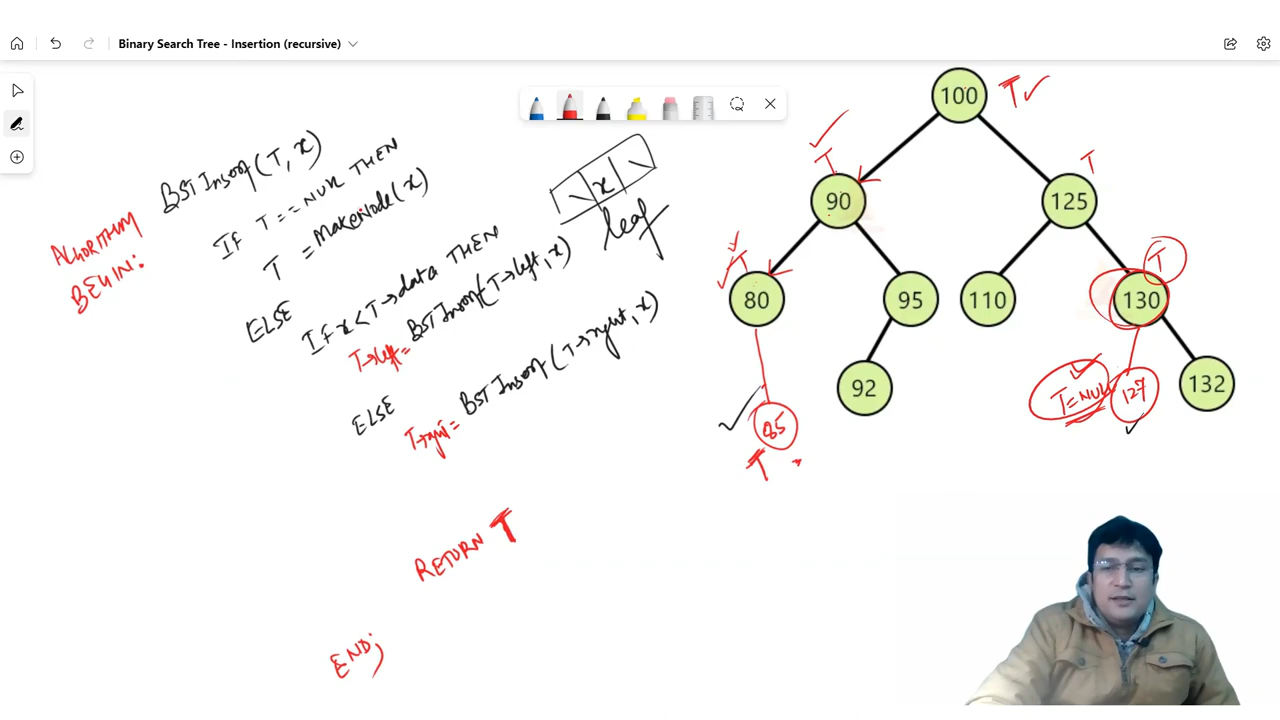 Binary Search Tree - Insertion (recursive)
ALGORITHM BSTInsert(T, x)
BEGIN:
If T == NULL THEN
T = MakeNode(x)
x
leaf
ELSE
If x < T→data THEN
T→left = BSTInsert(T→left, x)
ELSE
T→right = BSTInsert(T→right, x)
RETURN T
END;
100 T
T T
90 125
T T
80 95 110 130
92 T=NULL 127 132
85
T